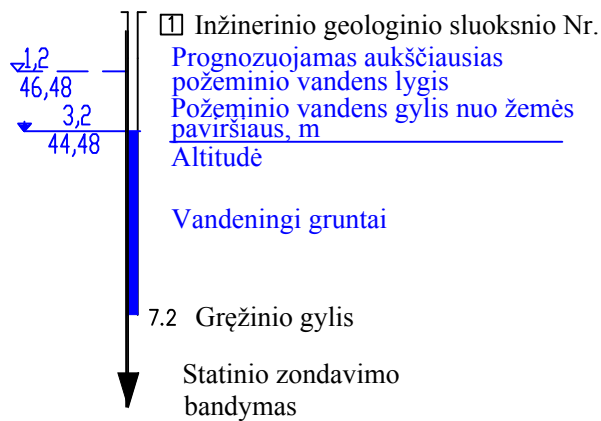 1 Inžinerinio geologinio sluoksnio Nr.
1,2
46,48
Prognozuojamas aukščiausias
požeminio vandens lygis
3,2
44,48
Požeminio vandens gylis nuo žemės
paviršiaus, m
Altitudė
Vandeningi gruntai
7.2 Gręžinio gylis
Statinio zondavimo
bandymas